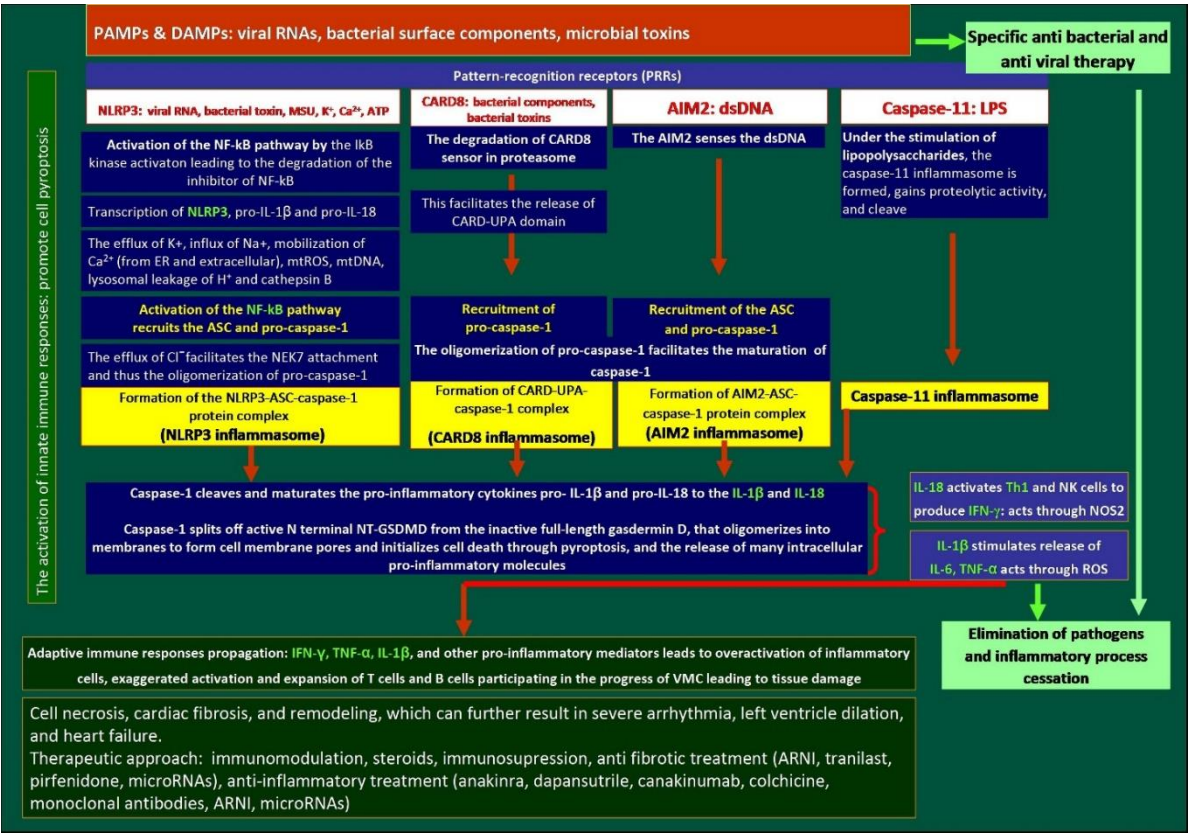 PAMPs & DAMPs: viral RNAs, bacterial surface components, microbial toxins
Specific anti bacterial and
anti viral therapy
The activation of innate immune responses: promote cell pyroptosis
Pattern-recognition receptors (PRRs)
NLRP3: viral RNA, bacterial toxin, MSU, K⁺, Ca²⁺, ATP
Activation of the NF-kB pathway by the IkB
kinase activaton leading to the degradation of the
inhibitor of NF-kB
Transcription of NLRP3, pro-IL-1β and pro-IL-18
The efflux of K+, influx of Na+, mobilization of
Ca²⁺ (from ER and extracellular), mtROS, mtDNA,
lysosomal leakage of H⁺ and cathepsin B
Activation of the NF-kB pathway
recruits the ASC and pro-caspase-1
The efflux of Cl⁻ facilitates the NEK7 attachment
and thus the oligomerization of pro-caspase-1
Formation of the NLRP3-ASC-caspase-1
protein complex
(NLRP3 inflammasome)
CARD8: bacterial components,
bacterial toxins
The degradation of CARD8
sensor in proteasome
This facilitates the release of
CARD-UPA domain
Recruitment of
pro-caspase-1
AIM2: dsDNA
The AIM2 senses the dsDNA
Recruitment of the ASC
and pro-caspase-1
The oligomerization of pro-caspase-1 facilitates the maturation of
caspase-1
Formation of CARD-UPA-
caspase-1 complex
(CARD8 inflammasome)
Formation of AIM2-ASC-
caspase-1 protein complex
(AIM2 inflammasome)
Caspase-11: LPS
Under the stimulation of
lipopolysaccharides, the
caspase-11 inflammasome is
formed, gains proteolytic activity,
and cleave
Caspase-11 inflammasome
Caspase-1 cleaves and maturates the pro-inflammatory cytokines pro- IL-1β and pro-IL-18 to the IL-1β and IL-18
Caspase-1 splits off active N terminal NT-GSDMD from the inactive full-length gasdermin D, that oligomerizes into
membranes to form cell membrane pores and initializes cell death through pyroptosis, and the release of many intracellular
pro-inflammatory molecules
IL-18 activates Th1 and NK cells to
produce IFN-γ: acts through NOS2
IL-1β stimulates release of
IL-6, TNF-α acts through ROS
Elimination of pathogens
and inflammatory process
cessation
Adaptive immune responses propagation: IFN-γ, TNF-α, IL-1β, and other pro-inflammatory mediators leads to overactivation of inflammatory
cells, exaggerated activation and expansion of T cells and B cells participating in the progress of VMC leading to tissue damage
Cell necrosis, cardiac fibrosis, and remodeling, which can further result in severe arrhythmia, left ventricle dilation,
and heart failure.
Therapeutic approach: immunomodulation, steroids, immunosupression, anti fibrotic treatment (ARNI, tranilast,
pirfenidone, microRNAs), anti-inflammatory treatment (anakinra, dapansutrile, canakinumab, colchicine,
monoclonal antibodies, ARNI, microRNAs)